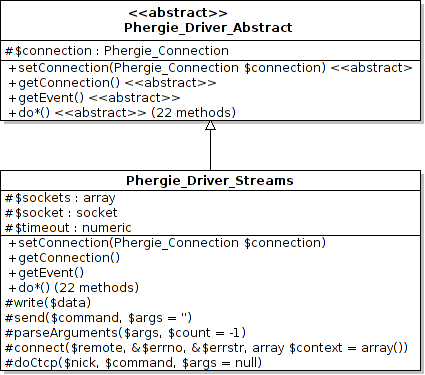 <<abstract>>
Phergie_Driver_Abstract
#$connection : Phergie_Connection
+setConnection(Phergie_Connection $connection) <<abstract>
+getConnection() <<abstract>>
+getEvent() <<abstract>>
+do*() <<abstract>> (22 methods)
Phergie_Driver_Streams
#$sockets : array
#$socket : socket
#$timeout : numeric
+setConnection(Phergie_Connection $connection)
+getConnection()
+getEvent()
+do*() (22 methods)
#write($data)
#send($command, $args = '')
#parseArguments($args, $count = -1)
#connect($remote, &$errno, &$errstr, array $context = array())
#doCtcp($nick, $command, $args = null)